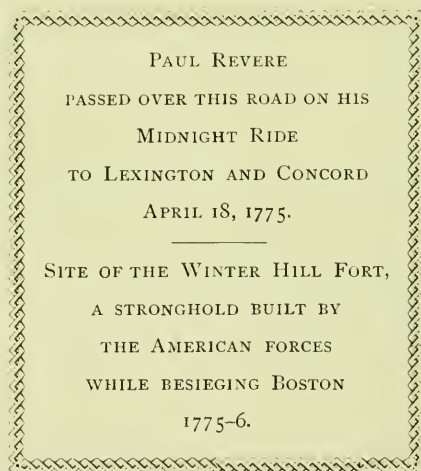 PAUL REVERE
PASSED OVER THIS ROAD ON HIS
MIDNIGHT RIDE
TO LEXINGTON AND CONCORD
APRIL 18, 1775.
SITE OF THE WINTER HILL FORT,
A STRONGHOLD BUILT BY
THE AMERICAN FORCES
WHILE BESIEGING BOSTON
1775–6.